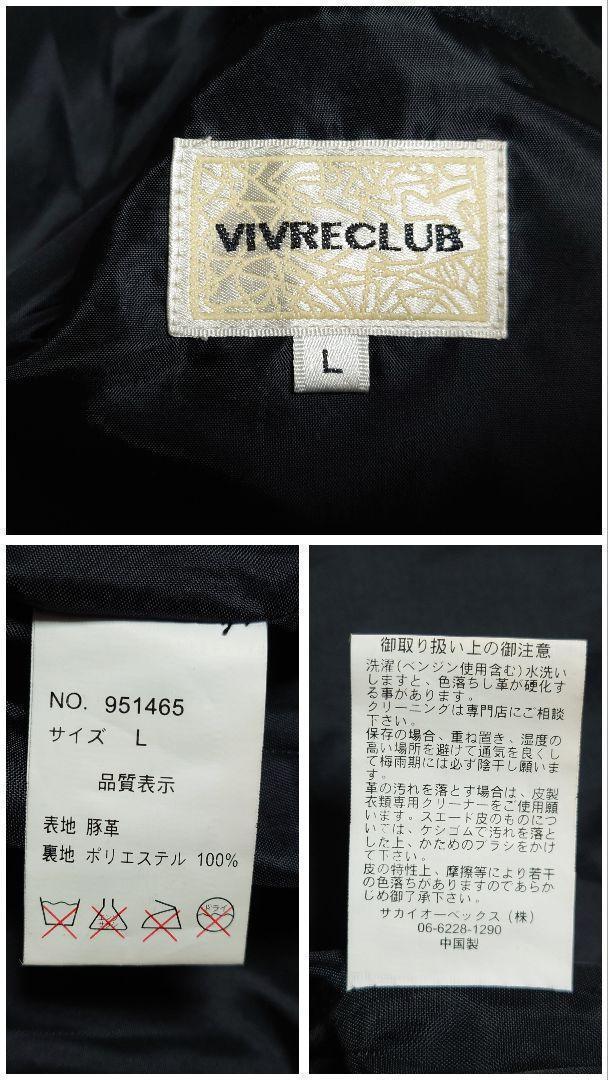 VIVRECLUB
L
NO. 951465
サイズ L
品質表示
表地 豚革
裏地 ポリエステル 100%
エンソ
サラシ
ドライ
御取り扱い上の御注意
洗濯(ベンジン使用含む)水洗い
しますと、色落ちし革が硬化す
る事があります。
クリーニングは専門店にご相談
下さい。
保存の場合、重ね置き、湿度の
高い場所を避けて通気を良くし
て梅雨期には必ず陰干し願いま
す。
革の汚れを落とす場合は、皮製
衣類専用クリーナーをご使用願
います。スエード皮のものにつ
いては、ケシゴムで汚れを落と
した上、かためのブラシをかけ
て下さい。
皮の特性上、摩擦等により若干
の色落ちがありますのであらか
じめ御了承下さい。
サカイオーベックス(株)
06-6228-1290
中国製